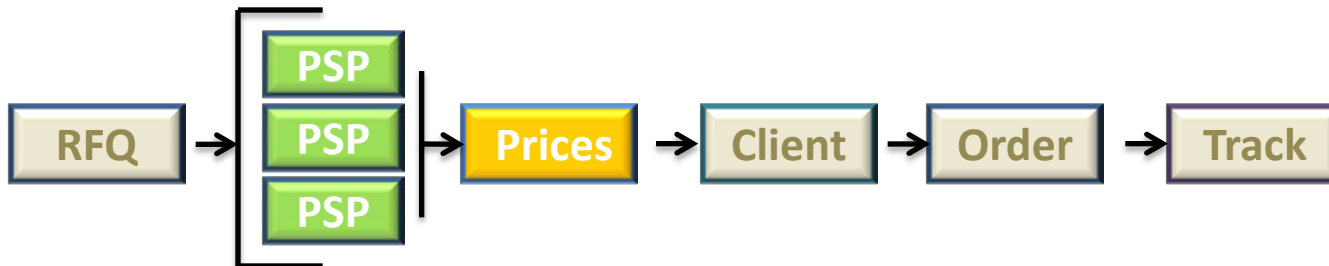 RFQ
PSP
PSP
PSP
Prices
Client
Order
Track